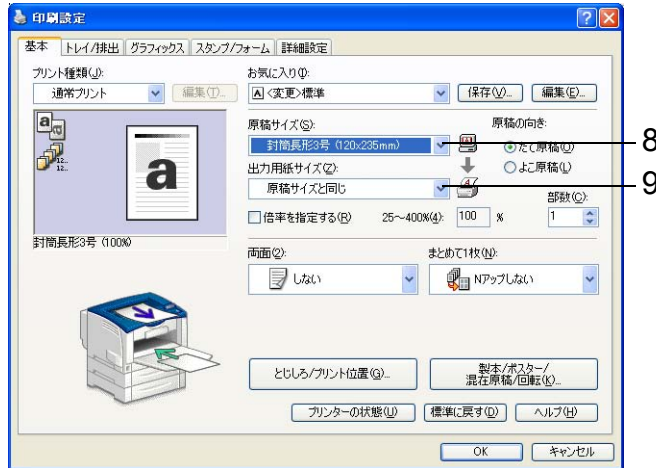 印刷設定
基本 トレイ/排出 グラフィックス スタンプ/フォーム 詳細設定
プリント種類(J):
通常プリント 編集(T)...
お気に入り(I):
A <変更>標準 保存(V)... 編集(E)...
原稿サイズ(S):
封筒長形3号 (120x235mm)
原稿の向き:
たて原稿(U)
よこ原稿(L)
8
出力用紙サイズ(Z):
原稿サイズと同じ
9
倍率を指定する(R) 25～400%(4): 100 %
部数(C):
1
a
封筒長形3号 (100%)
両面(2):
しない
まとめて1枚(N):
Nアップしない
とじしろ/プリント位置(G)...
製本/ポスター/
混在原稿/回転(K)...
プリンターの状態(U) 標準に戻す(D) ヘルプ(H)
OK キャンセル